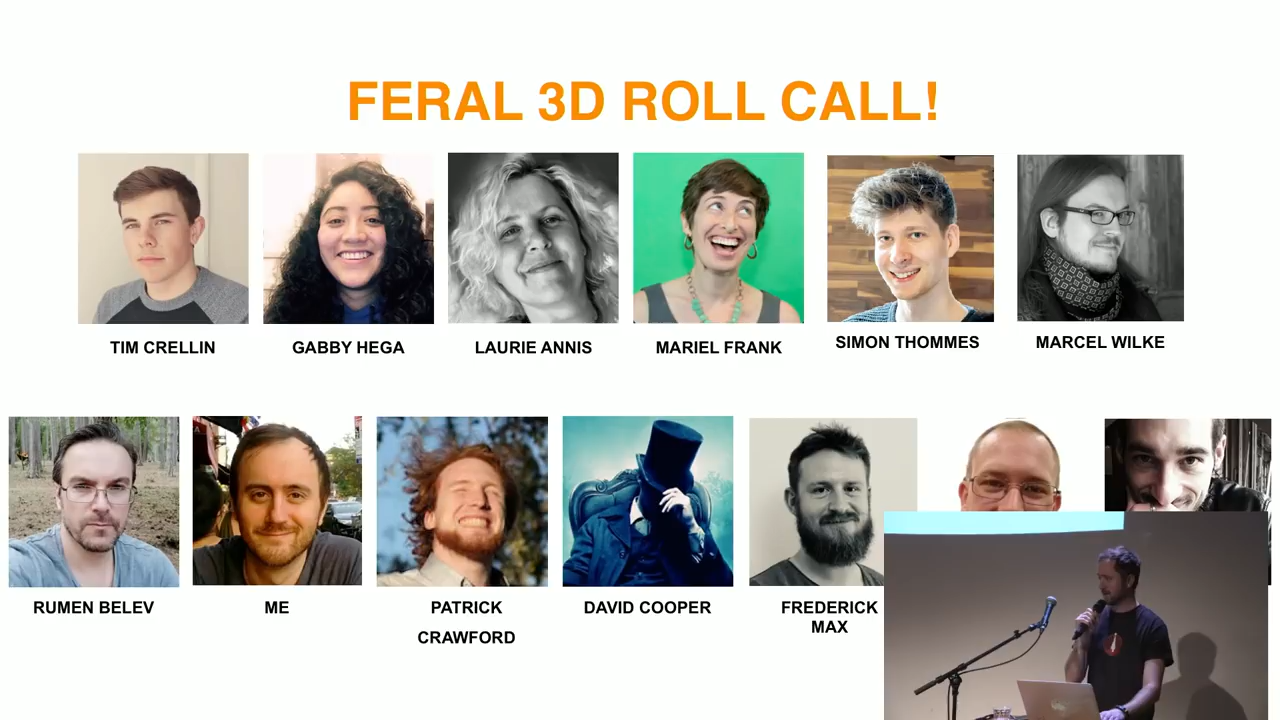 FERAL 3D ROLL CALL!
TIM CRELLIN
GABBY HEGA
LAURIE ANNIS
MARIEL FRANK
SIMON THOMMES
MARCEL WILKE
RUMEN BELEV
ME
PATRICK
CRAWFORD
DAVID COOPER
FREDERICK
MAX